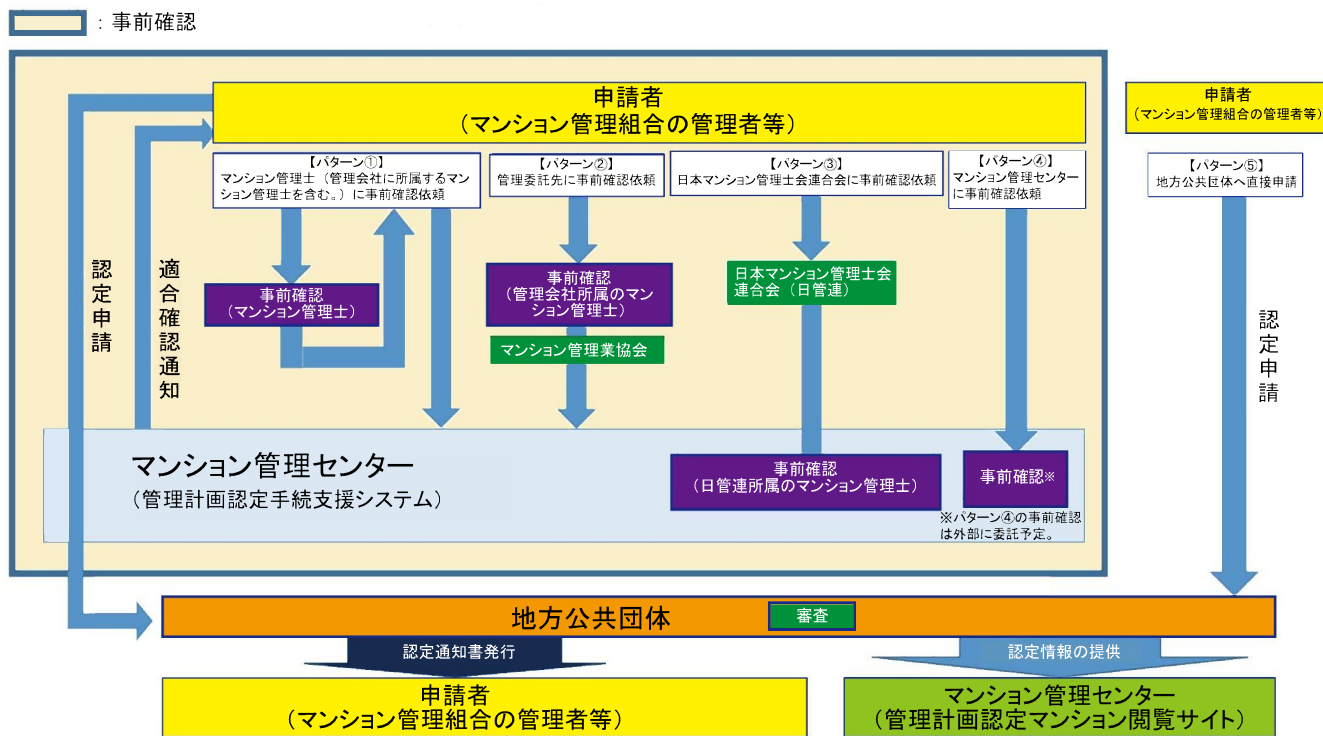 ：事前確認
申請者
（マンション管理組合の管理者等）
申請者
（マンション管理組合の管理者等）
【パターン①】
マンション管理士（管理会社に所属するマン
ション管理士を含む。）に事前確認依頼
【パターン②】
管理委託先に事前確認依頼
【パターン③】
日本マンション管理士会連合会に事前確認依頼
【パターン④】
マンション管理センター
に事前確認依頼
【パターン⑤】
地方公共団体へ直接申請
認定申請
適合確認通知
事前確認
（マンション管理士）
事前確認
（管理会社所属のマン
ション管理士）
マンション管理業協会
日本マンション管理士会
連合会（日管連）
認定申請
マンション管理センター
（管理計画認定手続支援システム）
事前確認
（日管連所属のマンション管理士）
事前確認※
※パターン④の事前確認
は外部に委託予定。
地方公共団体
審査
認定通知書発行
認定情報の提供
申請者
（マンション管理組合の管理者等）
マンション管理センター
（管理計画認定マンション閲覧サイト）